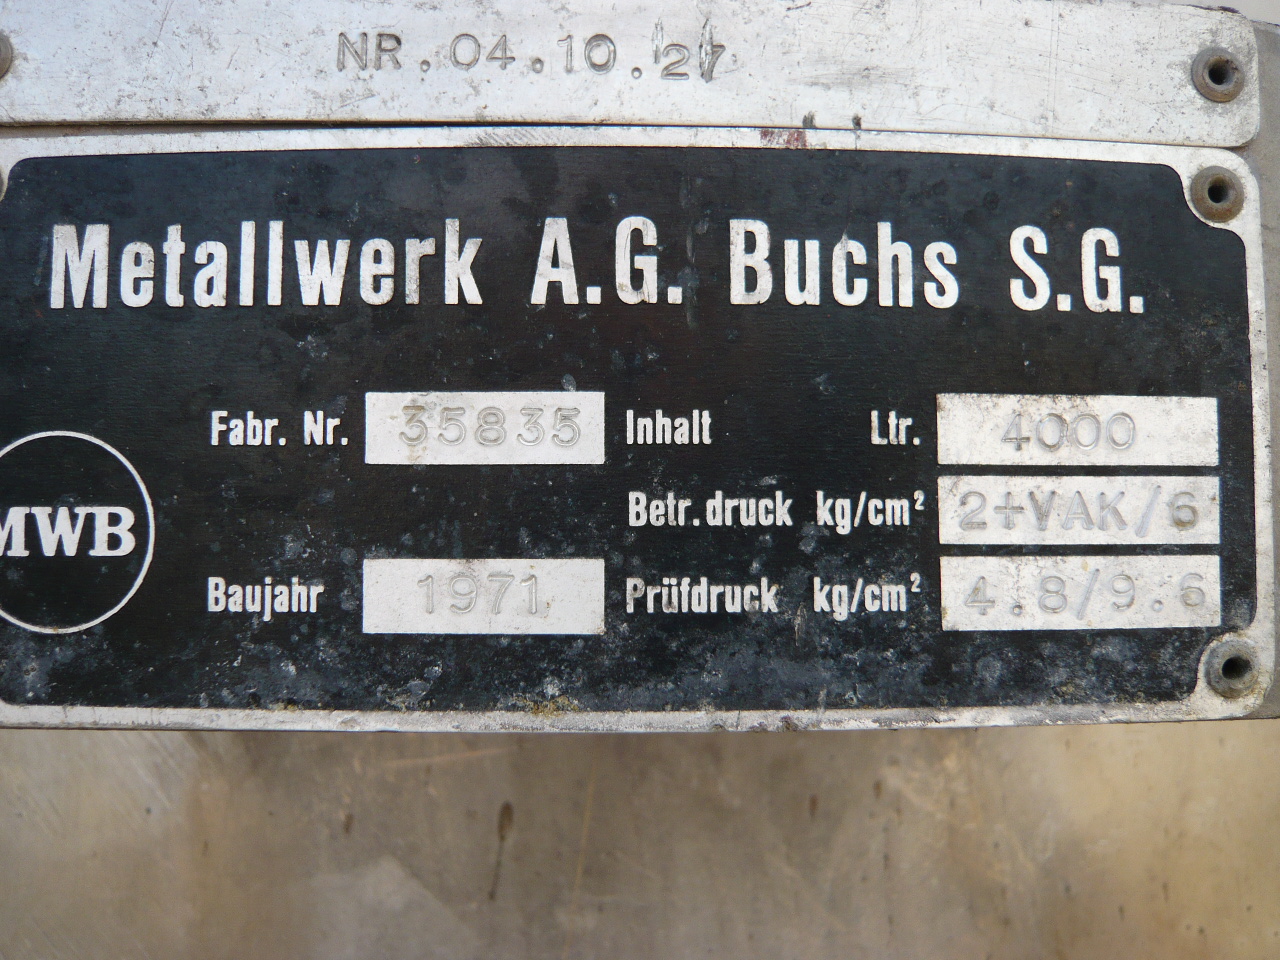 NR. 04.10.27
Metallwerk A.G. Buchs S.G.
Fabr. Nr. 35835 Inhalt Ltr. 4000
Betr.druck kg/cm² 2+VAK/6
MWB
Baujahr 1971 Prüfdruck kg/cm² 4.8/9.6